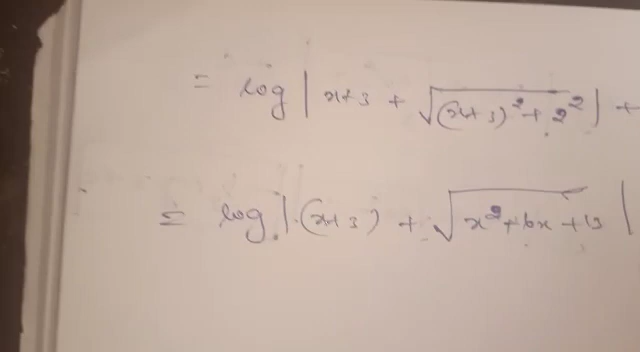 = log | x+3 + √(x+3)² + 2² | +
= log | (x+3) + √x² + 6x + 13 |